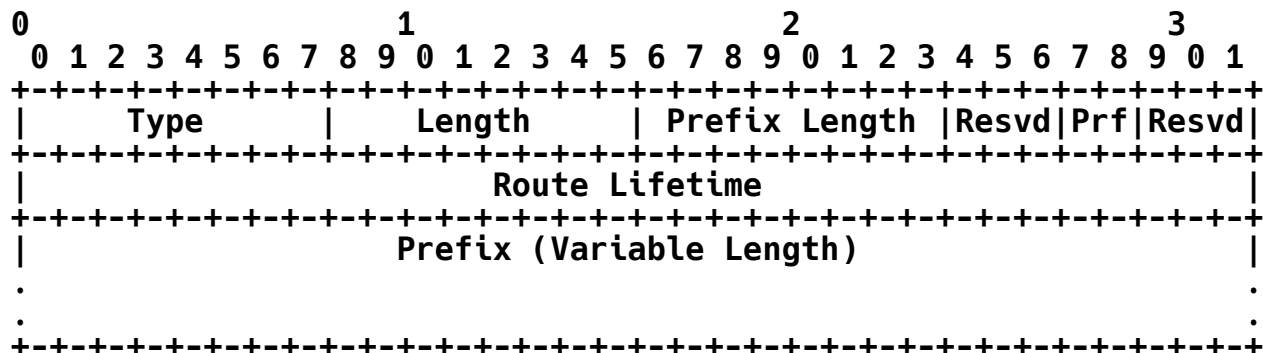 0                   1                   2                   3
 0 1 2 3 4 5 6 7 8 9 0 1 2 3 4 5 6 7 8 9 0 1 2 3 4 5 6 7 8 9 0 1
+-+-+-+-+-+-+-+-+-+-+-+-+-+-+-+-+-+-+-+-+-+-+-+-+-+-+-+-+-+-+-+-+
|     Type      |    Length     | Prefix Length |Resvd|Prf|Resvd|
+-+-+-+-+-+-+-+-+-+-+-+-+-+-+-+-+-+-+-+-+-+-+-+-+-+-+-+-+-+-+-+-+
|                        Route Lifetime                         |
+-+-+-+-+-+-+-+-+-+-+-+-+-+-+-+-+-+-+-+-+-+-+-+-+-+-+-+-+-+-+-+-+
|                   Prefix (Variable Length)                    |
.                                                               .
.                                                               .
+-+-+-+-+-+-+-+-+-+-+-+-+-+-+-+-+-+-+-+-+-+-+-+-+-+-+-+-+-+-+-+-+